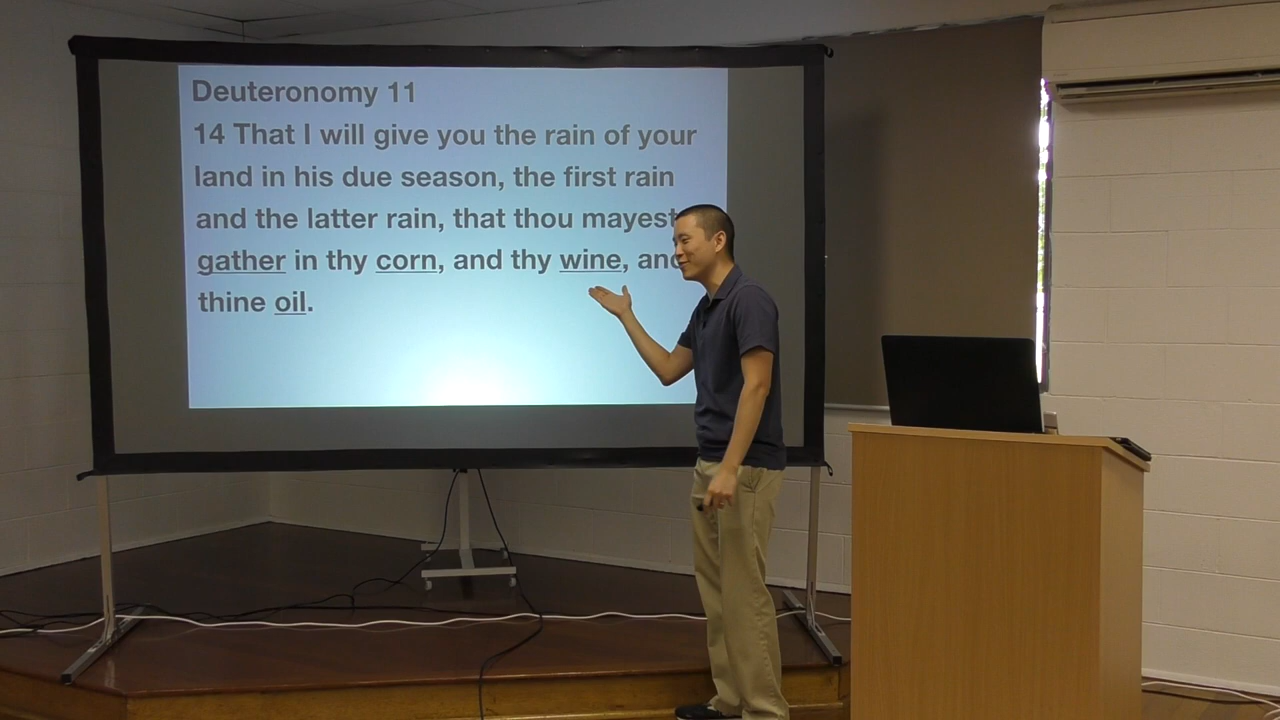 Deuteronomy 11
14 That I will give you the rain of your
land in his due season, the first rain
and the latter rain, that thou mayest
gather in thy corn, and thy wine, and
thine oil.